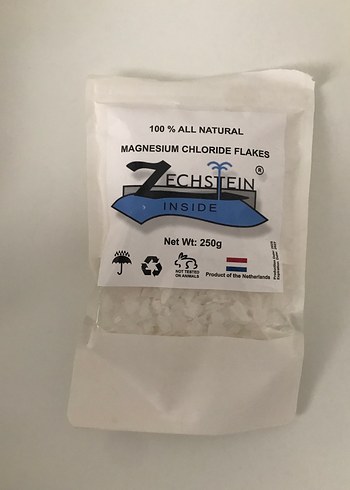 100 % ALL NATURAL
MAGNESIUM CHLORIDE FLAKES
ZECHSTEIN ®
INSIDE
Net Wt: 250g
NOT TESTED
ON ANIMALS
Product of the Netherlands